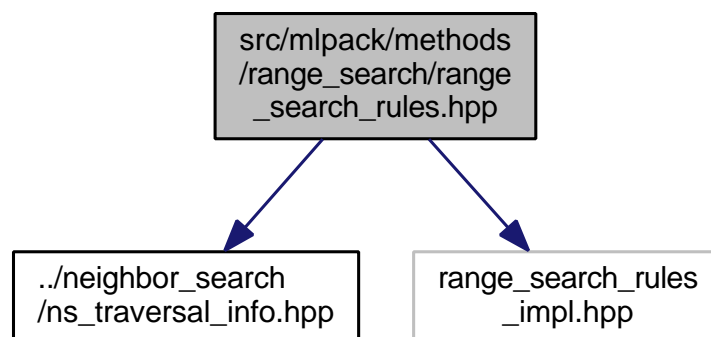 src/mlpack/methods
/range_search/range
_search_rules.hpp
../neighbor_search
/ns_traversal_info.hpp
range_search_rules
_impl.hpp